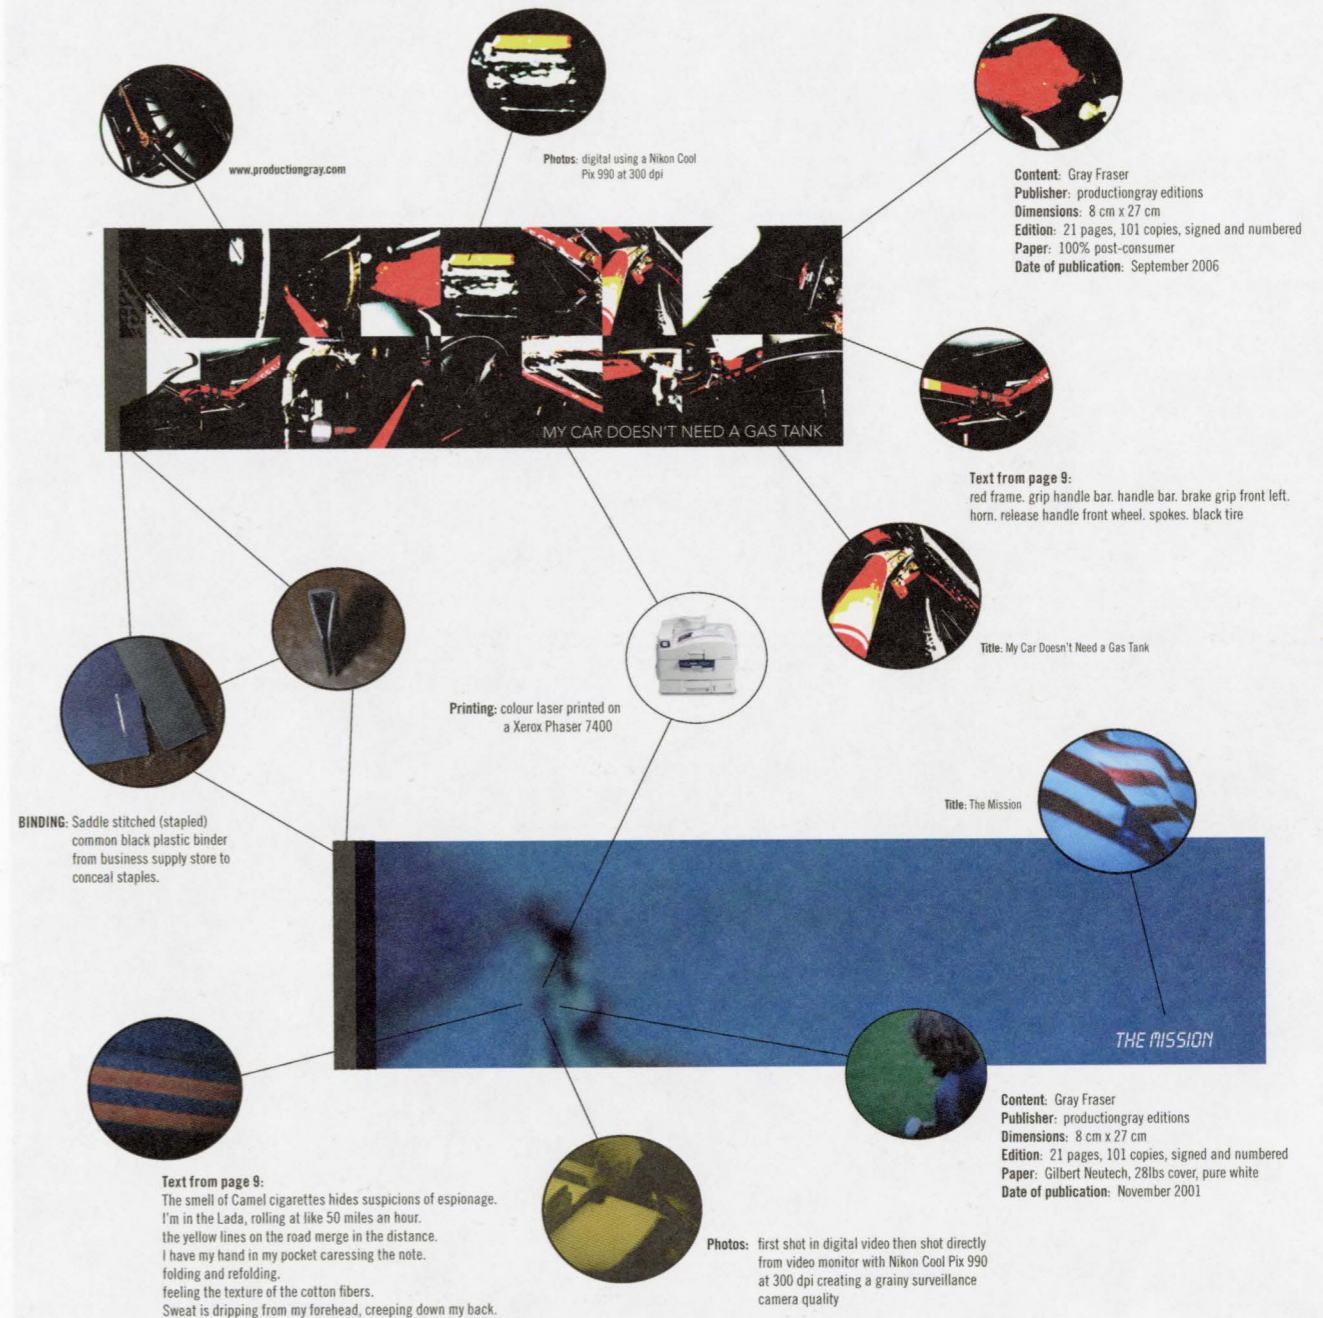 www.productiongray.com
Photos: digital using a Nikon Cool
Pix 990 at 300 dpi
Content: Gray Fraser
Publisher: productiongray editions
Dimensions: 8 cm x 27 cm
Edition: 21 pages, 101 copies, signed and numbered
Paper: 100% post-consumer
Date of publication: September 2006
MY CAR DOESN'T NEED A GAS TANK
Text from page 9:
red frame. grip handle bar. handle bar. brake grip front left.
horn. release handle front wheel. spokes. black tire
Title: My Car Doesn't Need a Gas Tank
Printing: colour laser printed on
a Xerox Phaser 7400
Title: The Mission
BINDING: Saddle stitched (stapled)
common black plastic binder
from business supply store to
conceal staples.
THE MISSION
Content: Gray Fraser
Publisher: productiongray editions
Dimensions: 8 cm x 27 cm
Edition: 21 pages, 101 copies, signed and numbered
Paper: Gilbert Neutech, 28lbs cover, pure white
Date of publication: November 2001
Text from page 9:
The smell of Camel cigarettes hides suspicions of espionage.
I'm in the Lada, rolling at like 50 miles an hour.
the yellow lines on the road merge in the distance.
I have my hand in my pocket caressing the note.
folding and refolding.
feeling the texture of the cotton fibers.
Sweat is dripping from my forehead, creeping down my back.
Photos: first shot in digital video then shot directly
from video monitor with Nikon Cool Pix 990
at 300 dpi creating a grainy surveillance
camera quality